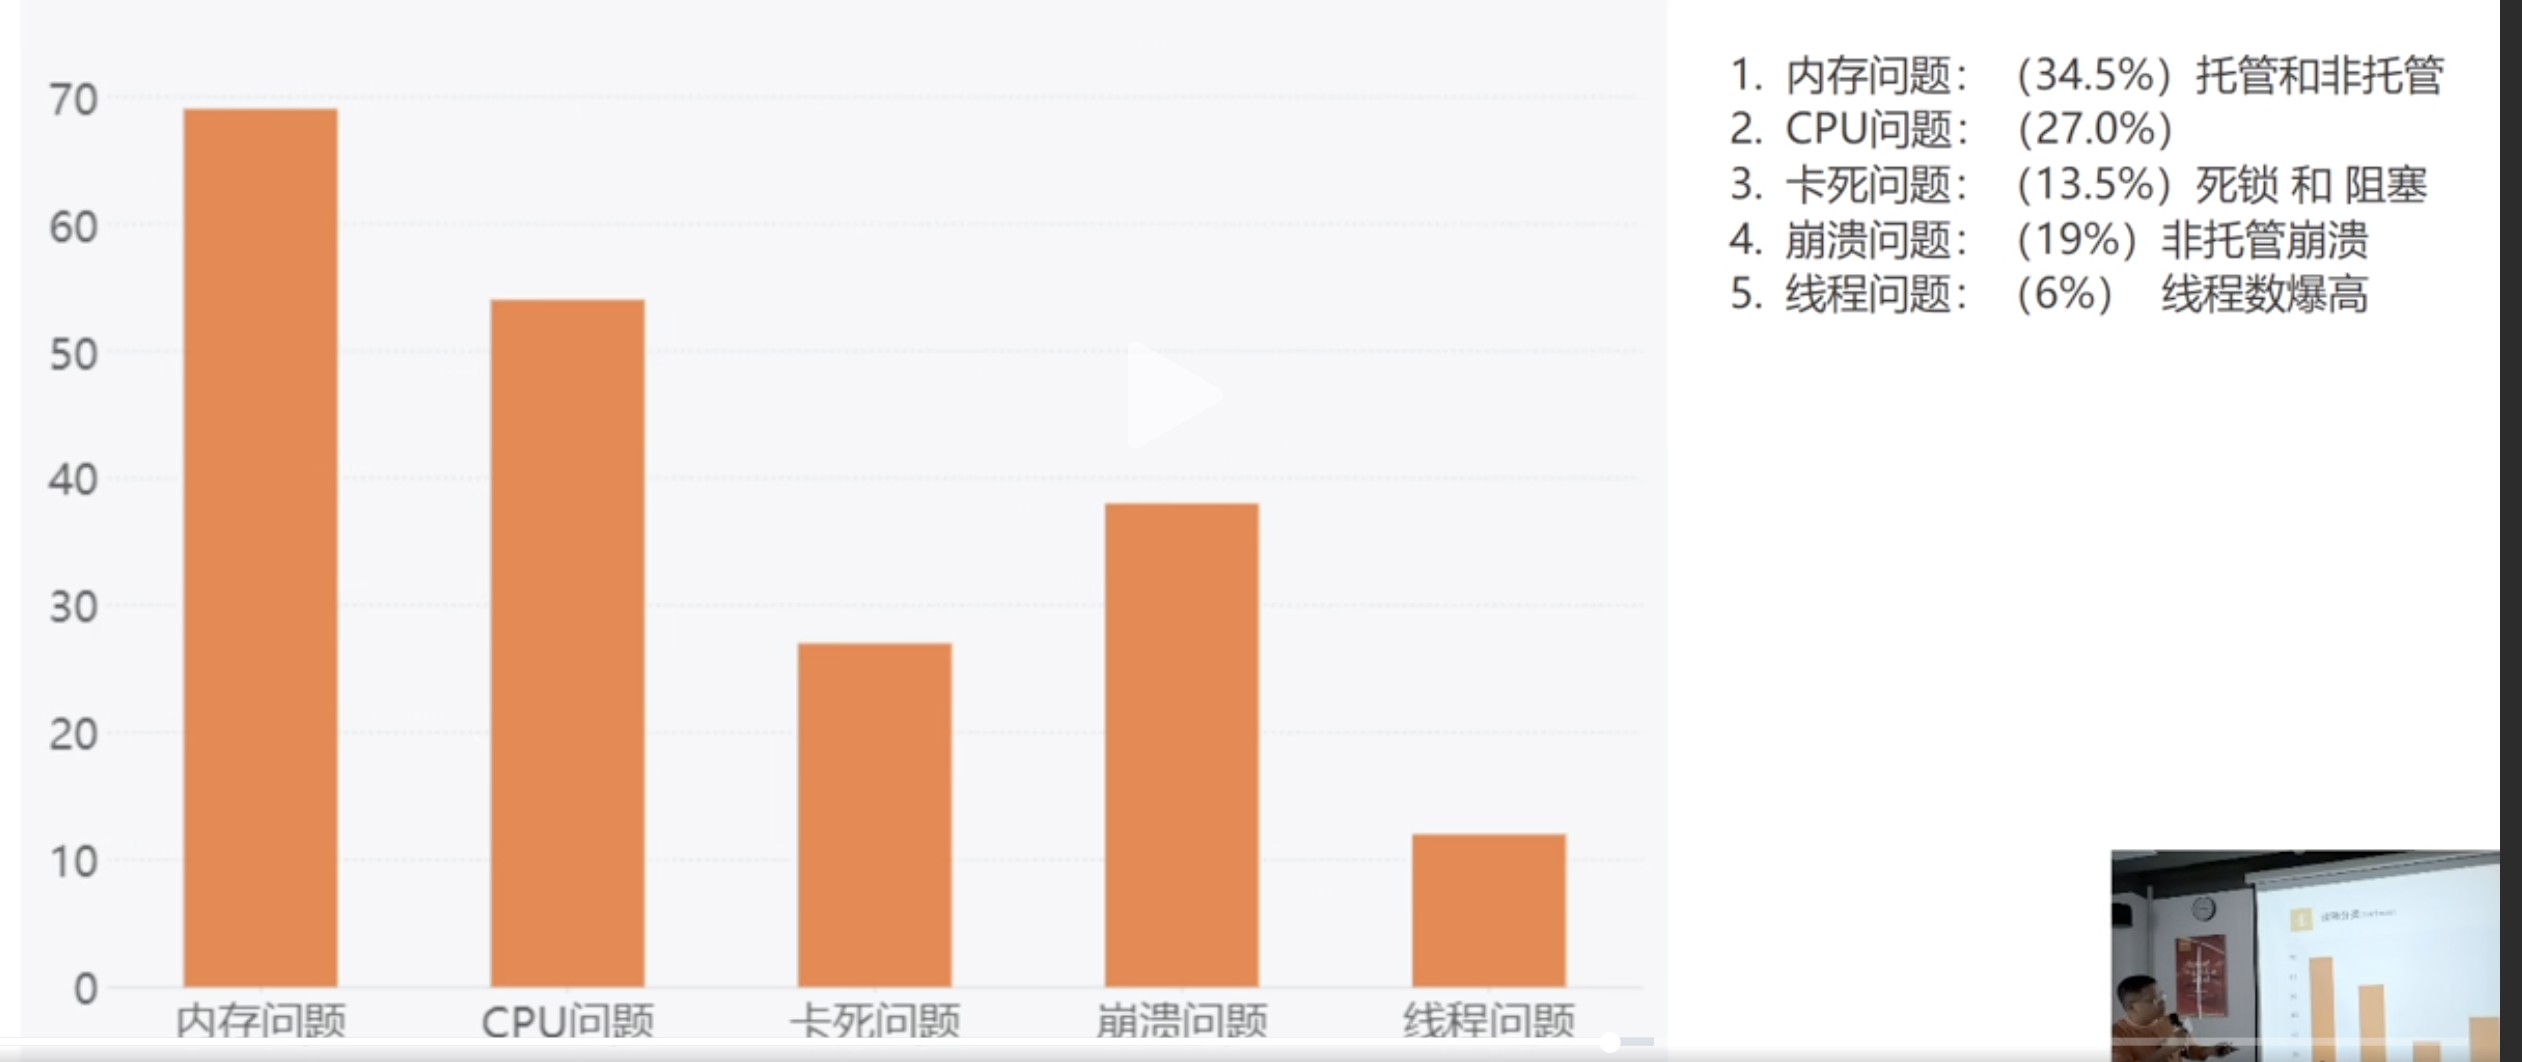 70
60
50
40
30
20
10
0
内存问题
CPU问题
卡死问题
崩溃问题
线程问题
1. 内存问题：（34.5%）托管和非托管
2. CPU问题：（27.0%）
3. 卡死问题：（13.5%）死锁 和 阻塞
4. 崩溃问题：（19%）非托管崩溃
5. 线程问题：（6%） 线程数爆高